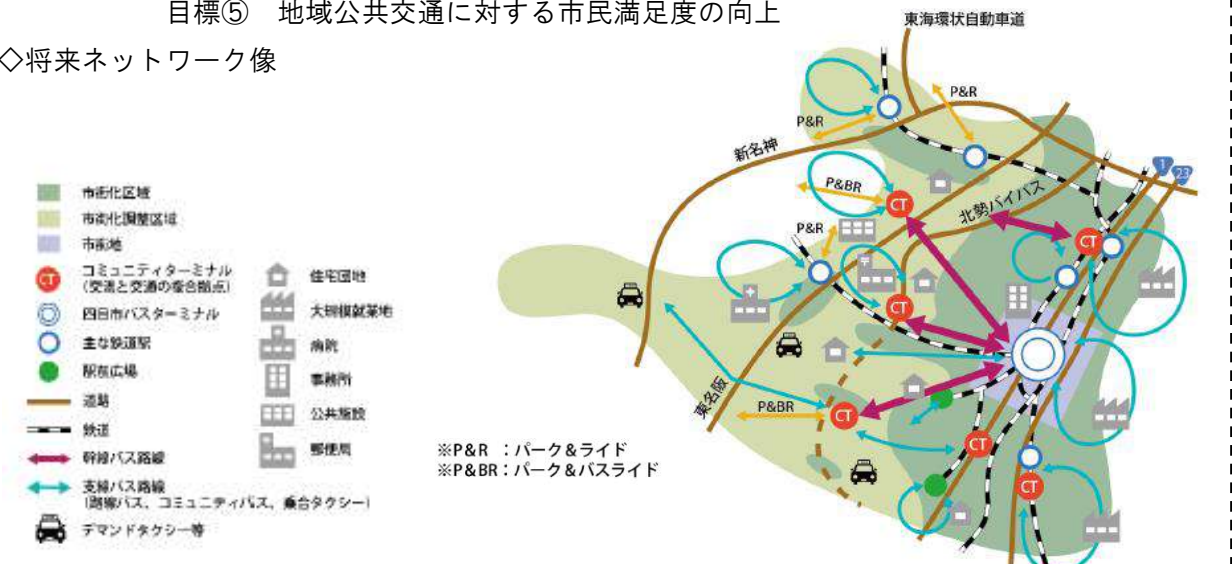 目標⑤　地域公共交通に対する市民満足度の向上
◇将来ネットワーク像
市街化区域
市街化調整区域
市街地
CT
コミュニティターミナル
(交流と交通の複合拠点)
四日市バスターミナル
主な鉄道駅
駅前広場
道路
鉄道
幹線バス路線
支線バス路線
(路線バス、コミュニティバス、乗合タクシー)
デマンドタクシー等
住宅団地
大規模就業地
病院
事務所
公共施設
郵便局
※P&R ：パーク&ライド
※P&BR：パーク&バスライド
東海環状自動車道
P&R
P&R
新名神
1
23
P&BR
CT
北勢バイパス
P&R
CT
CT
東名阪
P&BR
CT
CT
CT